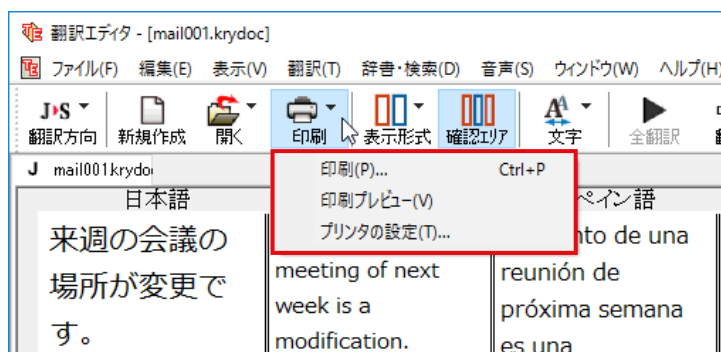 翻訳エディタ - [mail001.krydoc]
ファイル(F) 編集(E) 表示(V) 翻訳(T) 辞書・検索(D) 音声(S) ウィンドウ(W) ヘルプ(H)
J▸S
翻訳方向 新規作成 開く 印刷 表示形式 確認エリア 文字 全翻訳
J mail001.krydo
日本語
印刷(P)... Ctrl+P
印刷プレビュー(V)
プリンタの設定(T)...
ペイン語
来週の会議の
場所が変更で
す。
meeting of next
week is a
modification.
nto de una
reunión de
próxima semana
es una